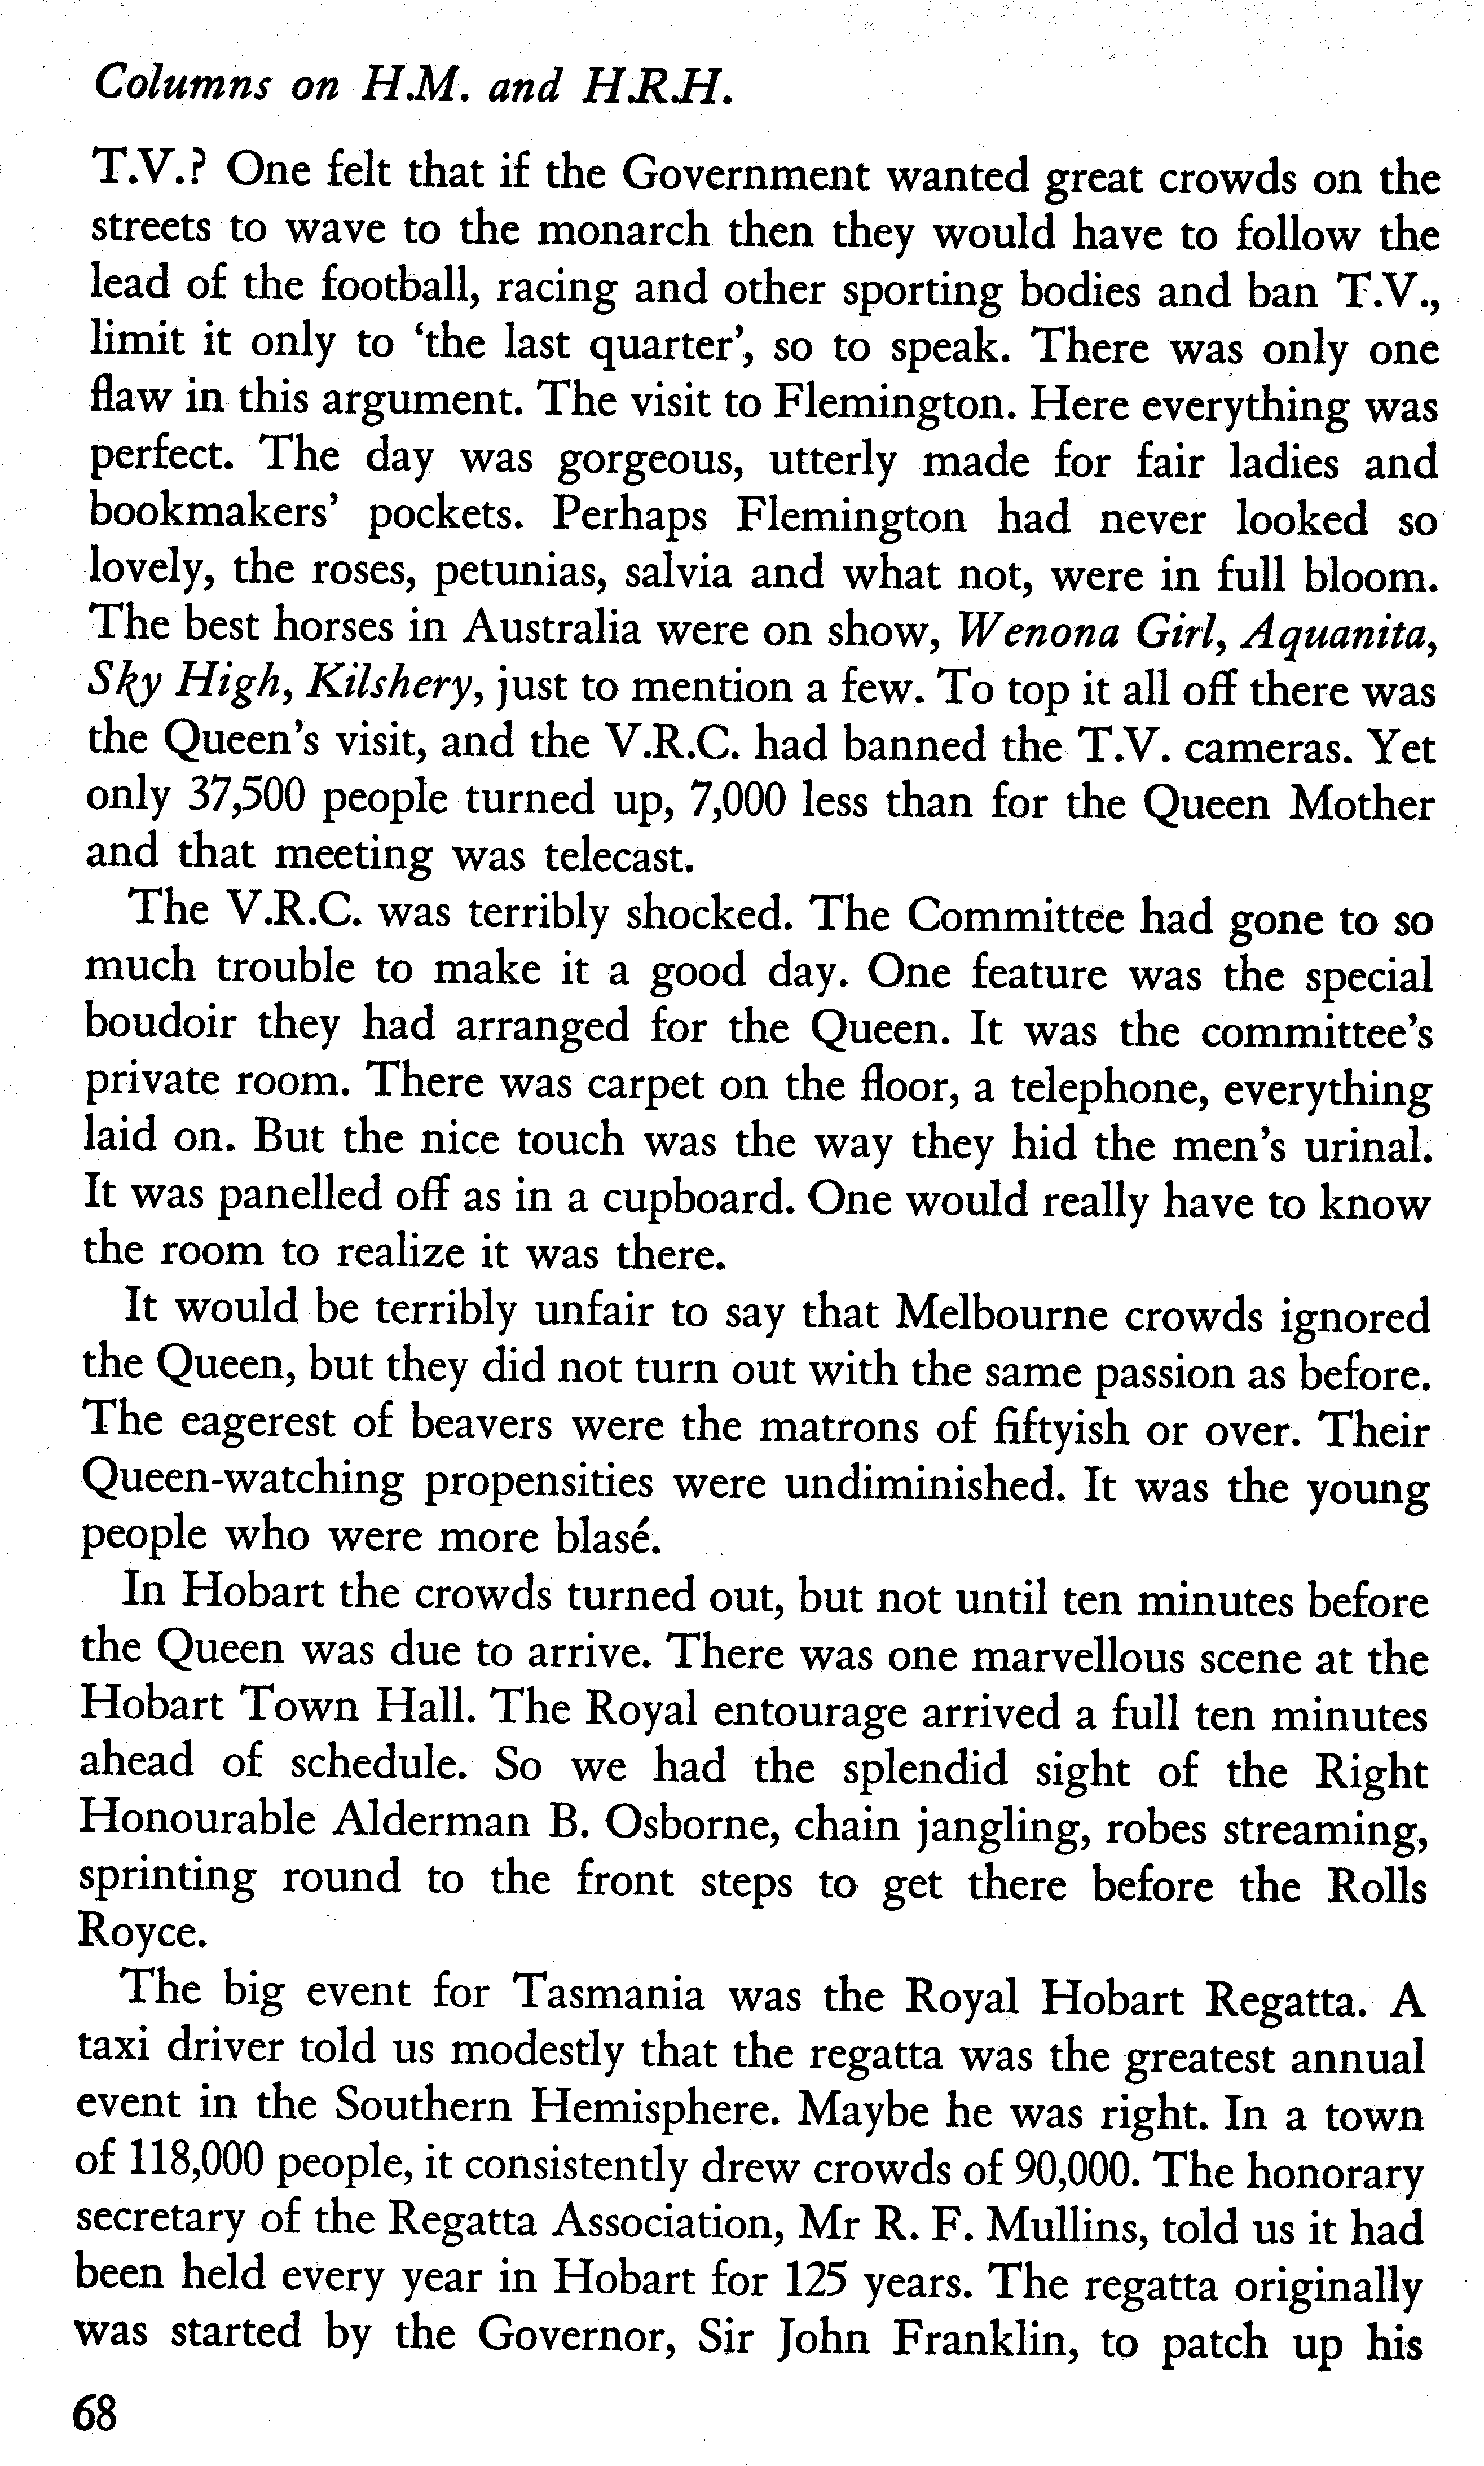 Columns on H.M. and H.R.H.
T.V.? One felt that if the Government wanted great crowds on the
streets to wave to the monarch then they would have to follow the
lead of the football, racing and other sporting bodies and ban T.V.,
limit it only to ‘the last quarter’, so to speak. There was only one
flaw in this argument. The visit to Flemington. Here everything was
perfect. The day was gorgeous, utterly made for fair ladies and
bookmakers’ pockets. Perhaps Flemington had never looked so
lovely, the roses, petunias, salvia and what not, were in full bloom.
The best horses in Australia were on show, Wenona Girl, Aquanita,
Sky High, Kilshery, just to mention a few. To top it all off there was
the Queen’s visit, and the V.R.C. had banned the T.V. cameras. Yet
only 37,500 people turned up, 7,000 less than for the Queen Mother
and that meeting was telecast.
The V.R.C. was terribly shocked. The Committee had gone to so
much trouble to make it a good day. One feature was the special
boudoir they had arranged for the Queen. It was the committee’s
private room. There was carpet on the floor, a telephone, everything
laid on. But the nice touch was the way they hid the men’s urinal.
It was panelled off as in a cupboard. One would really have to know
the room to realize it was there.
It would be terribly unfair to say that Melbourne crowds ignored
the Queen, but they did not turn out with the same passion as before.
The eagerest of beavers were the matrons of fiftyish or over. Their
Queen-watching propensities were undiminished. It was the young
people who were more blasé.
In Hobart the crowds turned out, but not until ten minutes before
the Queen was due to arrive. There was one marvellous scene at the
Hobart Town Hall. The Royal entourage arrived a full ten minutes
ahead of schedule. So we had the splendid sight of the Right
Honourable Alderman B. Osborne, chain jangling, robes streaming,
sprinting round to the front steps to get there before the Rolls
Royce.
The big event for Tasmania was the Royal Hobart Regatta. A
taxi driver told us modestly that the regatta was the greatest annual
event in the Southern Hemisphere. Maybe he was right. In a town
of 118,000 people, it consistently drew crowds of 90,000. The honorary
secretary of the Regatta Association, Mr R. F. Mullins, told us it had
been held every year in Hobart for 125 years. The regatta originally
was started by the Governor, Sir John Franklin, to patch up his
68